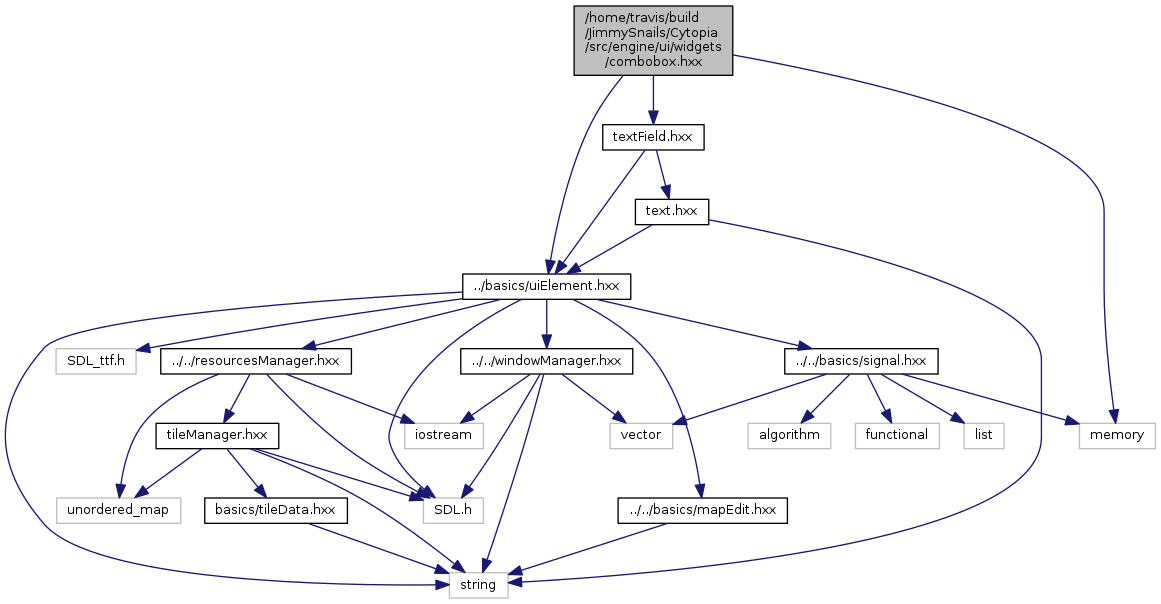 /home/travis/build
/JimmySnails/Cytopia
/src/engine/ui/widgets
/combobox.hxx
textField.hxx
text.hxx
../basics/uiElement.hxx
SDL_ttf.h
../../resourcesManager.hxx
../../windowManager.hxx
../../basics/signal.hxx
tileManager.hxx
iostream
vector
algorithm
functional
list
memory
unordered_map
basics/tileData.hxx
SDL.h
../../basics/mapEdit.hxx
string